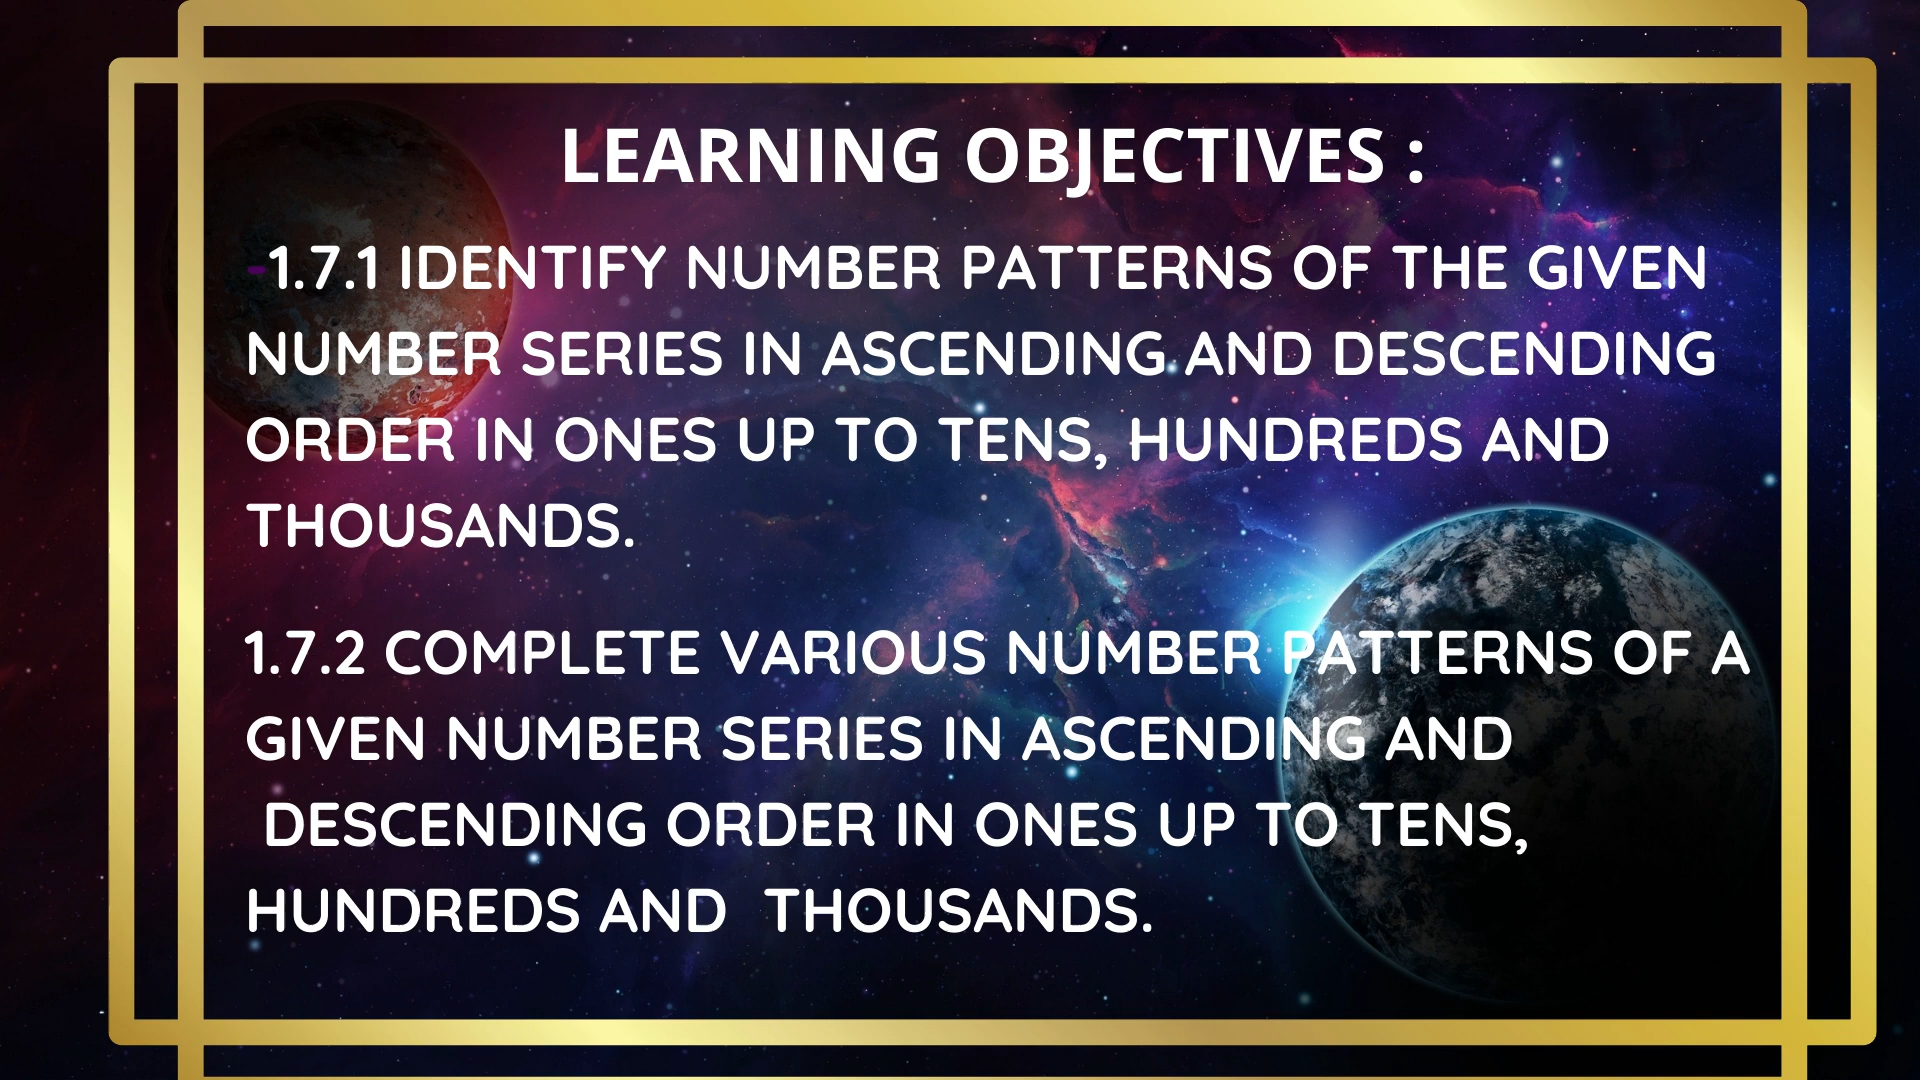 LEARNING OBJECTIVES :
-1.7.1 IDENTIFY NUMBER PATTERNS OF THE GIVEN
NUMBER SERIES IN ASCENDING AND DESCENDING
ORDER IN ONES UP TO TENS, HUNDREDS AND
THOUSANDS.
1.7.2 COMPLETE VARIOUS NUMBER PATTERNS OF A
GIVEN NUMBER SERIES IN ASCENDING AND
DESCENDING ORDER IN ONES UP TO TENS,
HUNDREDS AND  THOUSANDS.